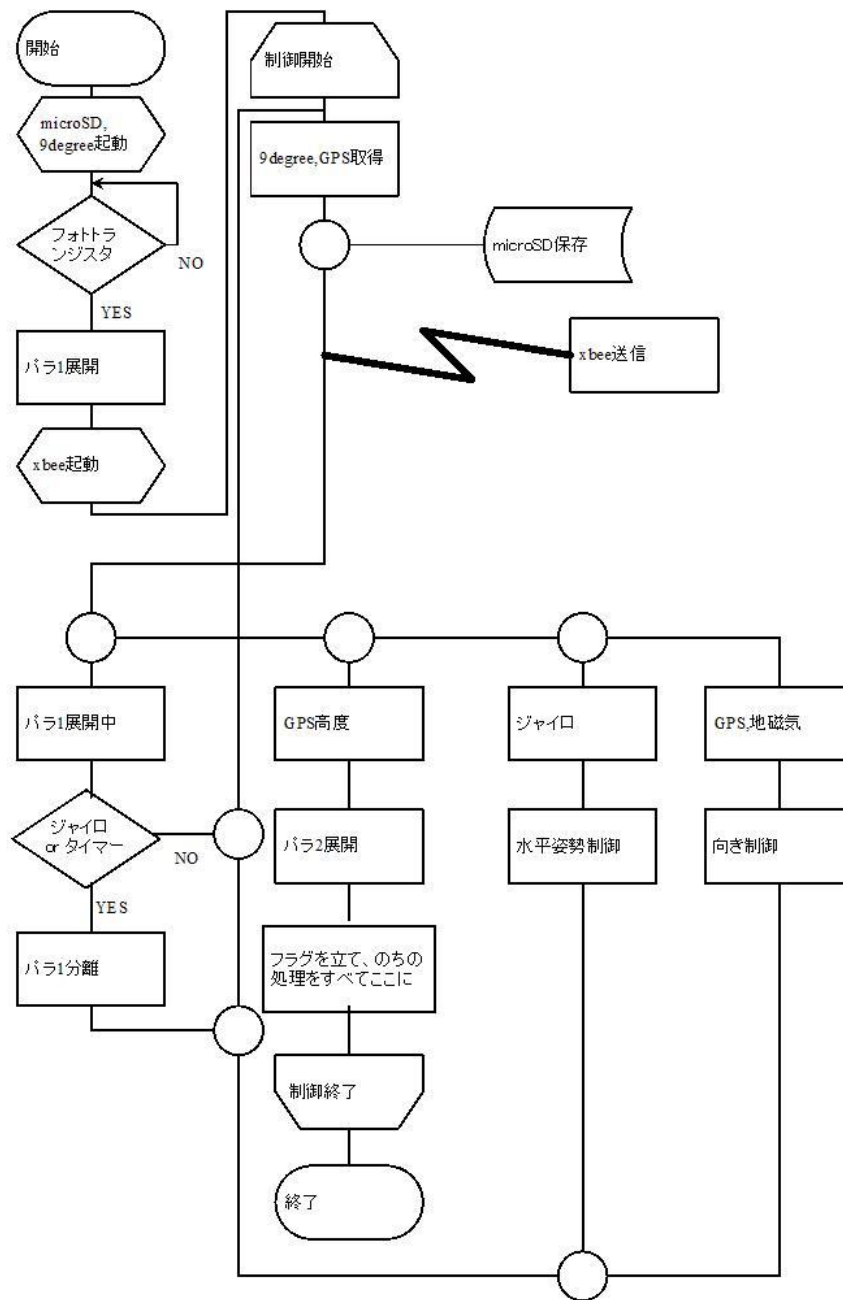 開始
microSD,
9degree起動
フォトトラ
ンジスタ
NO
YES
パラ1展開
xbee起動
制御開始
9degree,GPS取得
microSD保存
xbee送信
パラ1展開中
ジャイロ
or タイマー
NO
YES
パラ1分離
GPS高度
パラ2展開
フラグを立て、のちの
処理をすべてここに
制御終了
終了
ジャイロ
水平姿勢制御
GPS,地磁気
向き制御